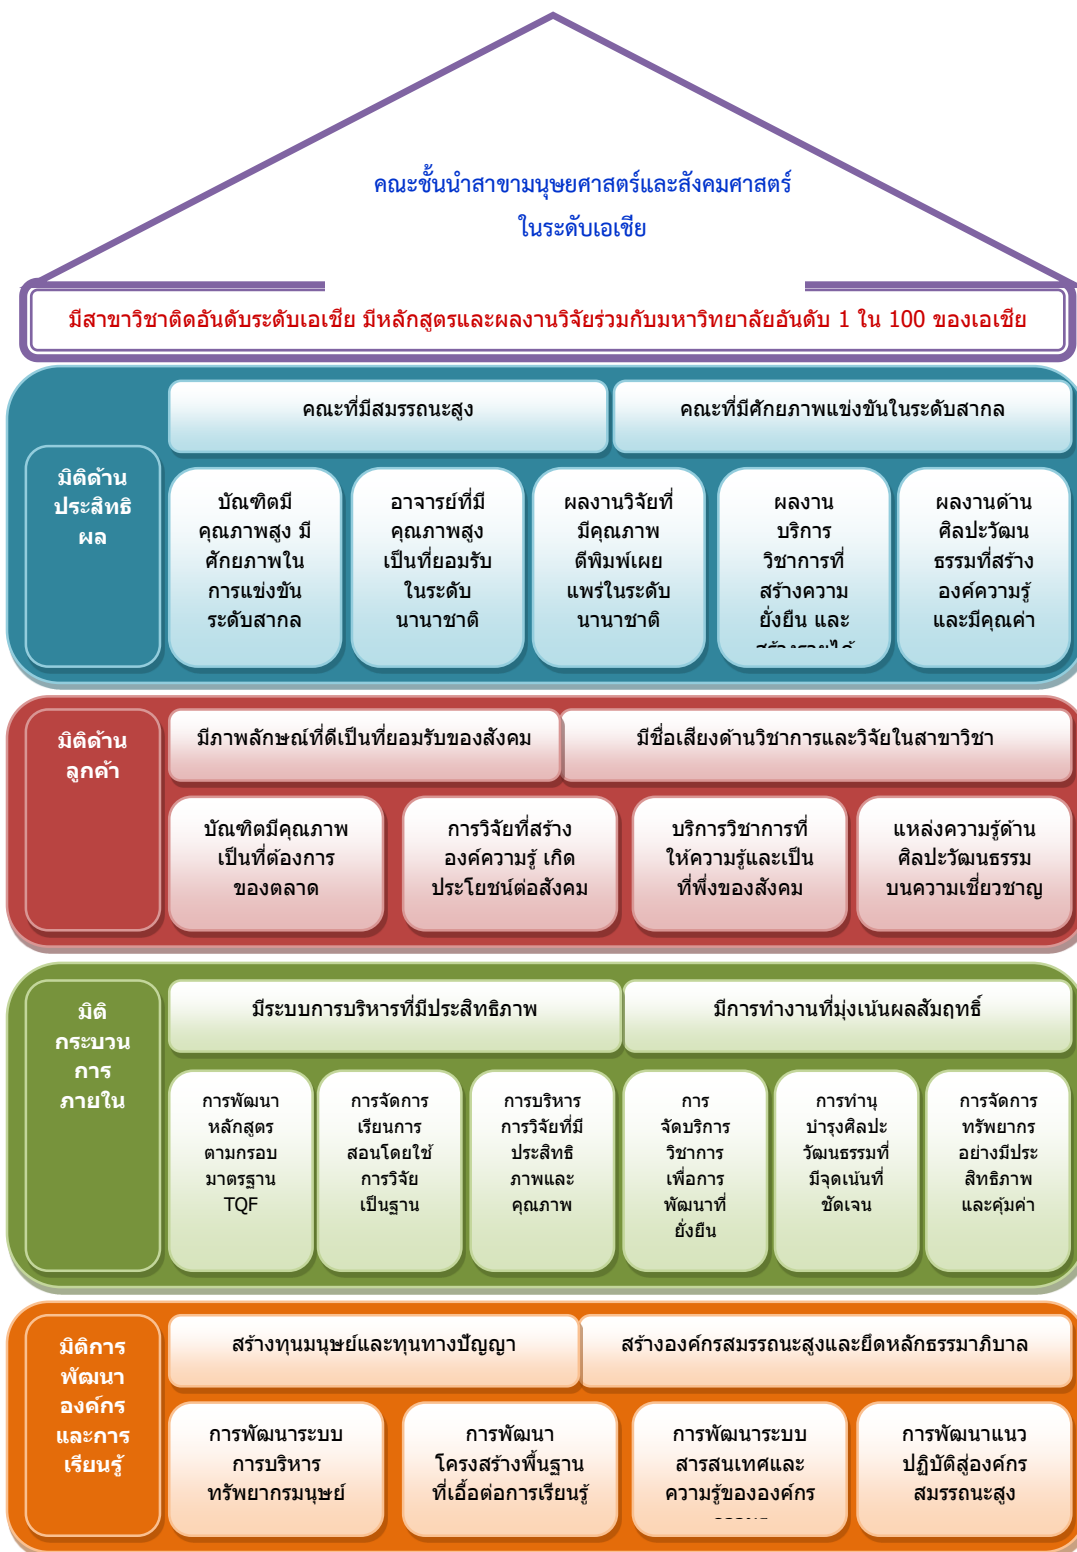 คณะชั้นนำสาขามนุษยศาสตร์และสังคมศาสตร์
ในระดับเอเชีย
มีสาขาวิชาติดอันดับระดับเอเชีย มีหลักสูตรและผลงานวิจัยร่วมกับมหาวิทยาลัยอันดับ 1 ใน 100 ของเอเชีย
มิติด้าน
ประสิทธิ
ผล
คณะที่มีสมรรถนะสูง
คณะที่มีศักยภาพแข่งขันในระดับสากล
บัณฑิตมี
คุณภาพสูง มี
ศักยภาพใน
การแข่งขัน
ระดับสากล
อาจารย์ที่มี
คุณภาพสูง
เป็นที่ยอมรับ
ในระดับ
นานาชาติ
ผลงานวิจัยที่
มีคุณภาพ
ตีพิมพ์เผย
แพร่ในระดับ
นานาชาติ
ผลงาน
บริการ
วิชาการที่
สร้างความ
ยั่งยืน และ
สร้างรายได้
ผลงานด้าน
ศิลปะวัฒน
ธรรมที่สร้าง
องค์ความรู้
และมีคุณค่า
มิติด้าน
ลูกค้า
มีภาพลักษณ์ที่ดีเป็นที่ยอมรับของสังคม
มีชื่อเสียงด้านวิชาการและวิจัยในสาขาวิชา
บัณฑิตมีคุณภาพ
เป็นที่ต้องการ
ของตลาด
การวิจัยที่สร้าง
องค์ความรู้ เกิด
ประโยชน์ต่อสังคม
บริการวิชาการที่
ให้ความรู้และเป็น
ที่พึ่งของสังคม
แหล่งความรู้ด้าน
ศิลปะวัฒนธรรม
บนความเชี่ยวชาญ
มิติ
กระบวน
การ
ภายใน
มีระบบการบริหารที่มีประสิทธิภาพ
มีการทำงานที่มุ่งเน้นผลสัมฤทธิ์
การพัฒนา
หลักสูตร
ตามกรอบ
มาตรฐาน
TQF
การจัดการ
เรียนการ
สอนโดยใช้
การวิจัย
เป็นฐาน
การบริหาร
การวิจัยที่มี
ประสิทธิ
ภาพและ
คุณภาพ
การ
จัดบริการ
วิชาการ
เพื่อการ
พัฒนาที่
ยั่งยืน
การทำนุ
บำรุงศิลปะ
วัฒนธรรมที่
มีจุดเน้นที่
ชัดเจน
การจัดการ
ทรัพยากร
อย่างมีประ
สิทธิภาพ
และคุ้มค่า
มิติการ
พัฒนา
องค์กร
และการ
เรียนรู้
สร้างทุนมนุษย์และทุนทางปัญญา
สร้างองค์กรสมรรถนะสูงและยึดหลักธรรมาภิบาล
การพัฒนาระบบ
การบริหาร
ทรัพยากรมนุษย์
การพัฒนา
โครงสร้างพื้นฐาน
ที่เอื้อต่อการเรียนรู้
การพัฒนาระบบ
สารสนเทศและ
ความรู้ขององค์กร
การพัฒนาแนว
ปฏิบัติสู่องค์กร
สมรรถนะสูง